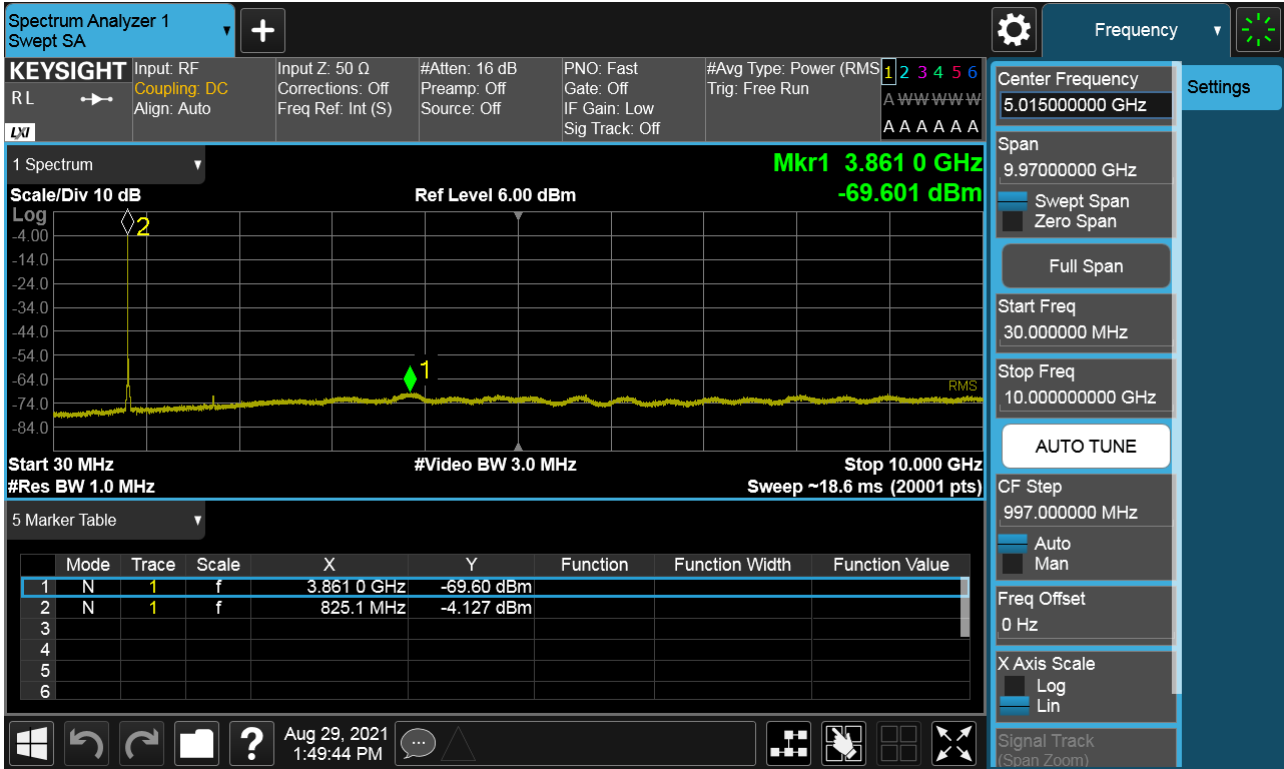 Spectrum Analyzer 1
Swept SA
+
Frequency
KEYSIGHT
RL
LXI
Input: RF
Coupling: DC
Align: Auto
Input Z: 50 Ω
Corrections: Off
Freq Ref: Int (S)
#Atten: 16 dB
Preamp: Off
Source: Off
PNO: Fast
Gate: Off
IF Gain: Low
Sig Track: Off
#Avg Type: Power (RMS
Trig: Free Run
1 2 3 4 5 6
A W W W W W
A A A A A A
1 Spectrum
Mkr1 3.861 0 GHz
Scale/Div 10 dB
Ref Level 6.00 dBm
-69.601 dBm
Log
2
-4.00
-14.0
-24.0
-34.0
-44.0
-54.0
1
-64.0
RMS
-74.0
-84.0
Start 30 MHz
#Video BW 3.0 MHz
Stop 10.000 GHz
#Res BW 1.0 MHz
Sweep ~18.6 ms (20001 pts)
5 Marker Table
Mode Trace Scale X Y Function Function Width Function Value
1 N 1 f 3.861 0 GHz -69.60 dBm
2 N 1 f 825.1 MHz -4.127 dBm
3
4
5
6
?
Aug 29, 2021
1:49:44 PM
Center Frequency
5.015000000 GHz
Span
9.97000000 GHz
Swept Span
Zero Span
Full Span
Start Freq
30.000000 MHz
Stop Freq
10.000000000 GHz
AUTO TUNE
CF Step
997.000000 MHz
Auto
Man
Freq Offset
0 Hz
X Axis Scale
Log
Lin
Signal Track
(Span Zoom)
Settings